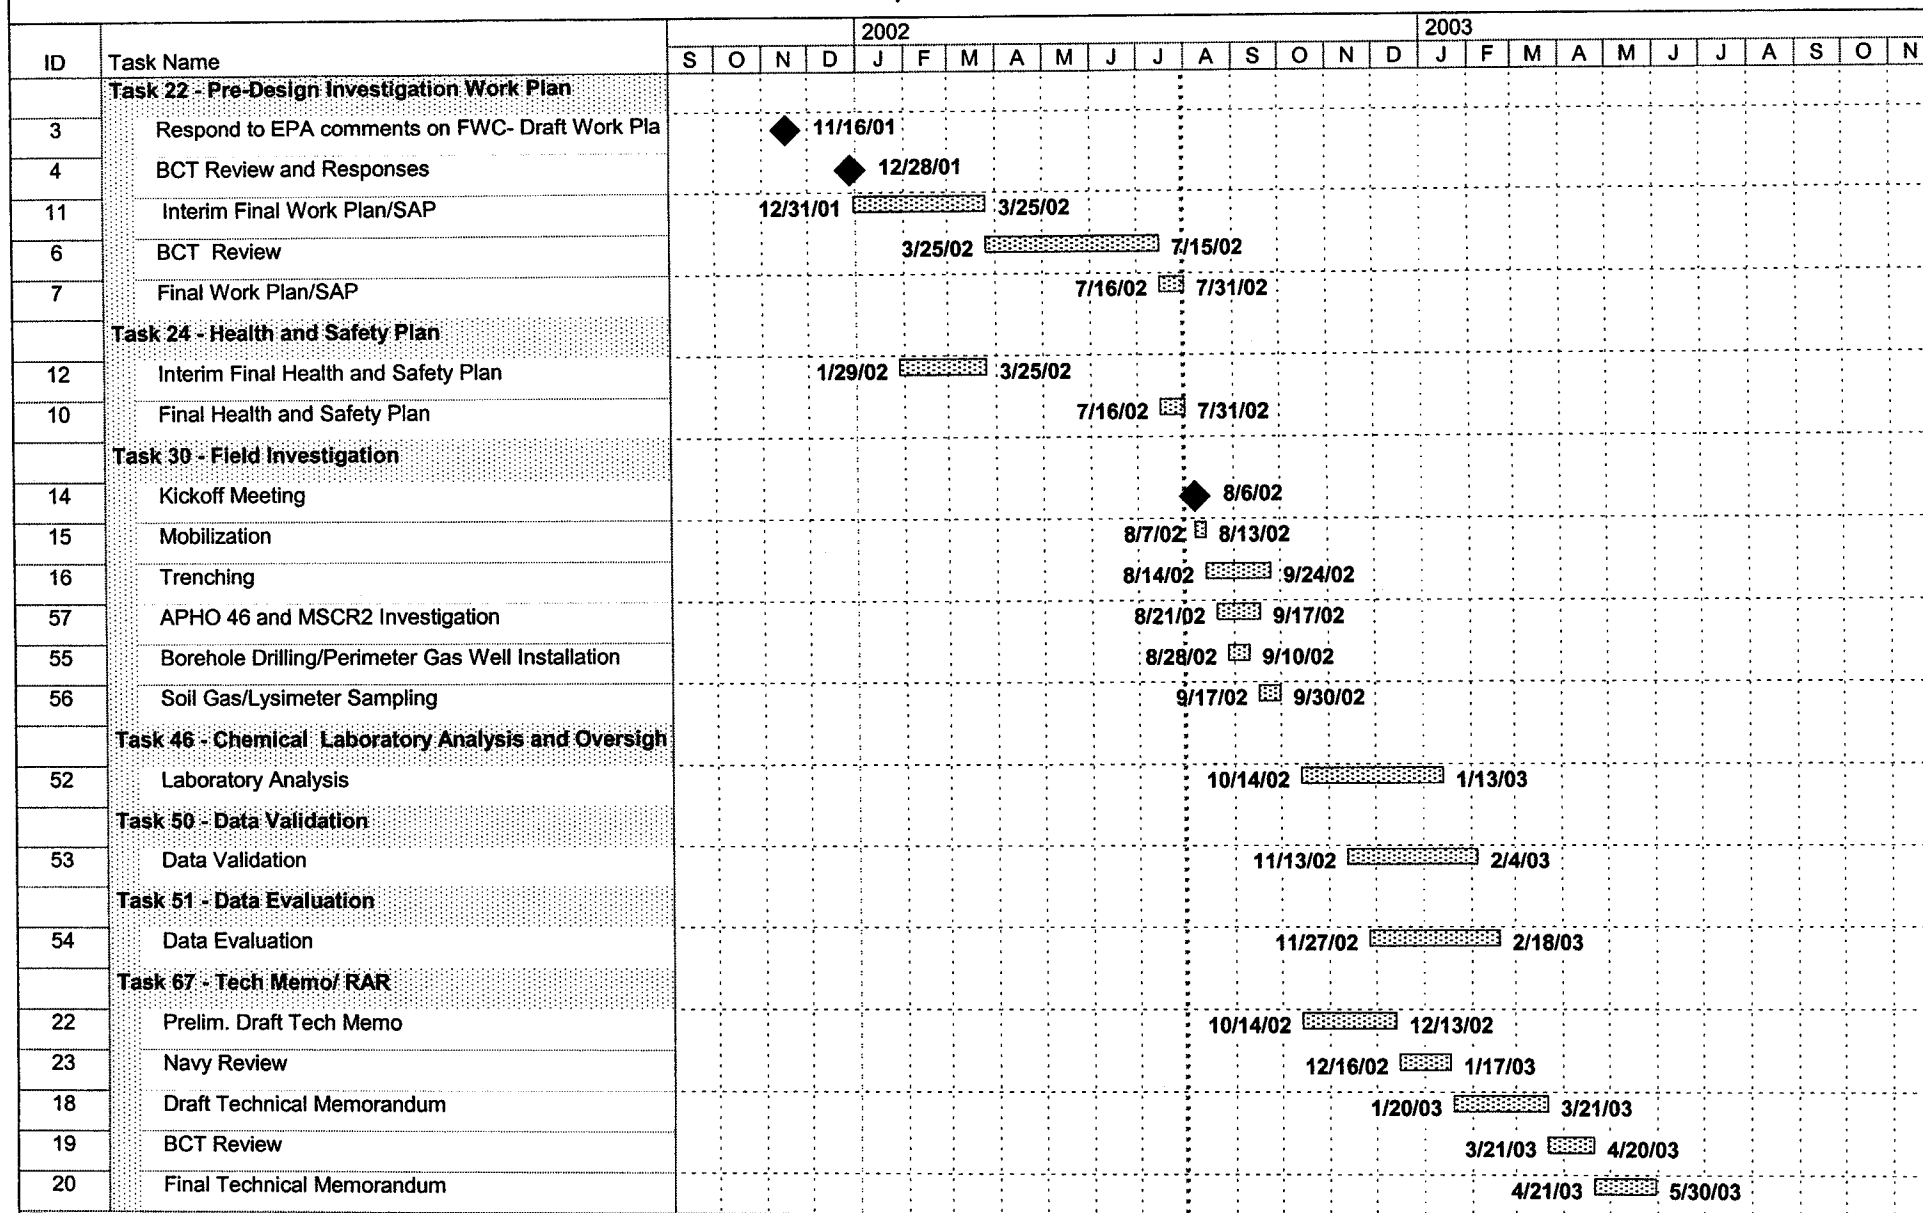 2002 2003
ID Task Name S O N D J F M A M J J A S O N D J F M A M J J A S O N
Task 22 - Pre-Design Investigation Work Plan
3 Respond to EPA comments on FWC- Draft Work Pla 11/16/01
4 BCT Review and Responses 12/28/01
11 Interim Final Work Plan/SAP 12/31/01 3/25/02
6 BCT Review 3/25/02 7/15/02
7 Final Work Plan/SAP 7/16/02 7/31/02
Task 24 - Health and Safety Plan
12 Interim Final Health and Safety Plan 1/29/02 3/25/02
10 Final Health and Safety Plan 7/16/02 7/31/02
Task 30 - Field Investigation
14 Kickoff Meeting 8/6/02
15 Mobilization 8/7/02 8/13/02
16 Trenching 8/14/02 9/24/02
57 APHO 46 and MSCR2 Investigation 8/21/02 9/17/02
55 Borehole Drilling/Perimeter Gas Well Installation 8/28/02 9/10/02
56 Soil Gas/Lysimeter Sampling 9/17/02 9/30/02
Task 46 - Chemical Laboratory Analysis and Oversigh
52 Laboratory Analysis 10/14/02 1/13/03
Task 50 - Data Validation
53 Data Validation 11/13/02 2/4/03
Task 51 - Data Evaluation
54 Data Evaluation 11/27/02 2/18/03
Task 67 - Tech Memo/ RAR
22 Prelim. Draft Tech Memo 10/14/02 12/13/02
23 Navy Review 12/16/02 1/17/03
18 Draft Technical Memorandum 1/20/03 3/21/03
19 BCT Review 3/21/03 4/20/03
20 Final Technical Memorandum 4/21/03 5/30/03